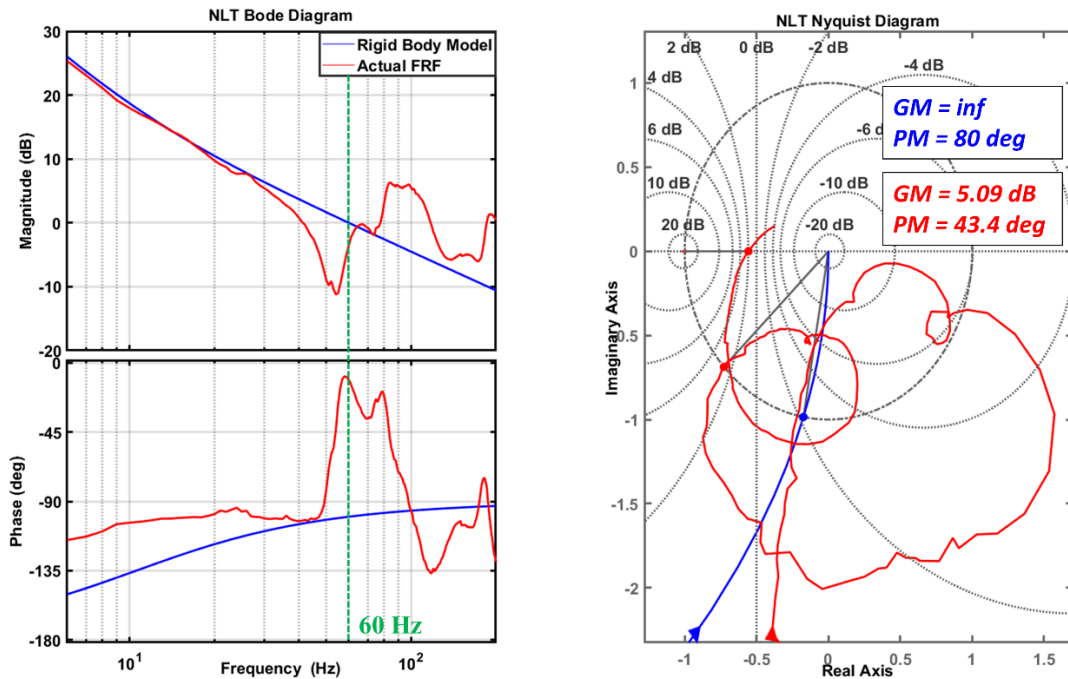 NLT Bode Diagram
Rigid Body Model
Actual FRF
30
20
10
0
-10
-20
Magnitude (dB)
0
-45
-90
-135
-180
Phase (deg)
60 Hz
10^1
10^2
Frequency (Hz)
NLT Nyquist Diagram
2 dB
0 dB
-2 dB
4 dB
-4 dB
6 dB
-6 dB
10 dB
-10 dB
20 dB
-20 dB
GM = inf
PM = 80 deg
GM = 5.09 dB
PM = 43.4 deg
1
0.5
0
-0.5
-1
-1.5
-2
Imaginary Axis
-1
-0.5
0
0.5
1
1.5
Real Axis